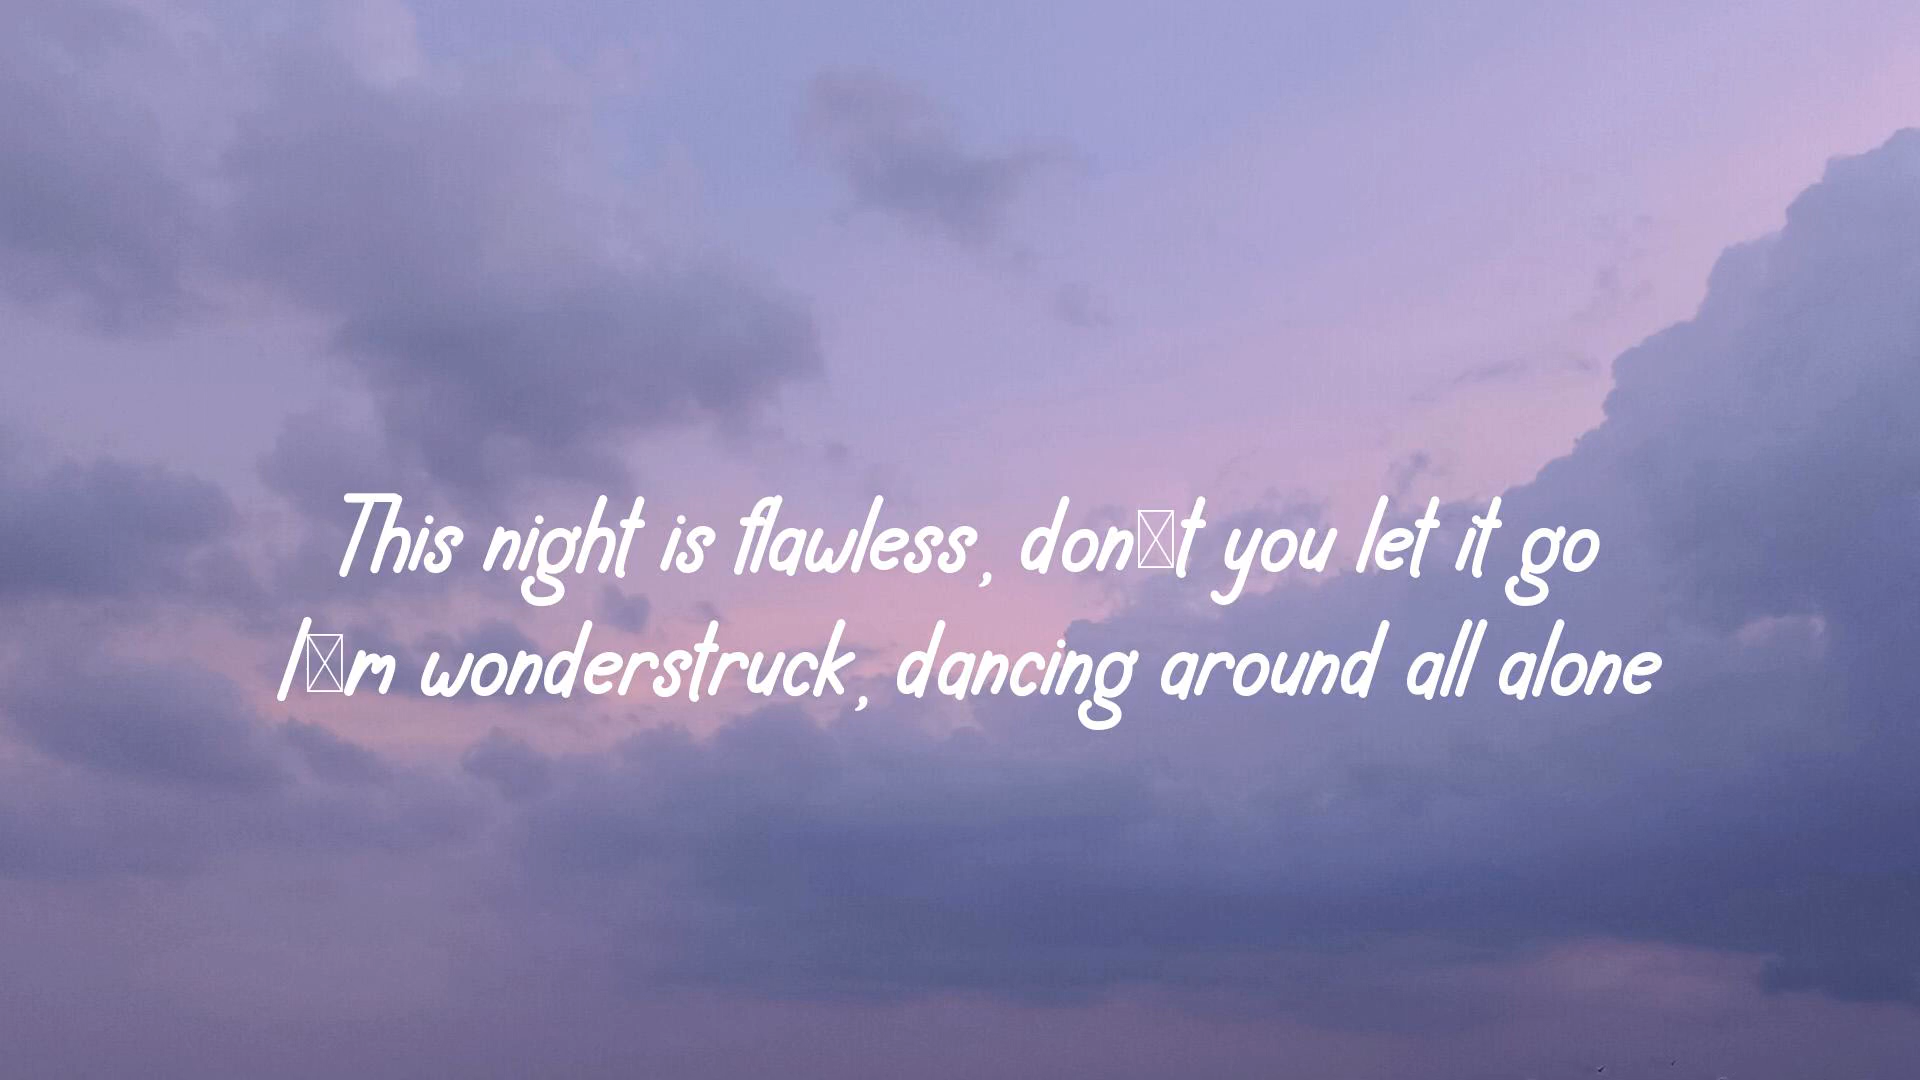 This night is flawless, don☒t you let it go
I☒m wonderstruck, dancing around all alone